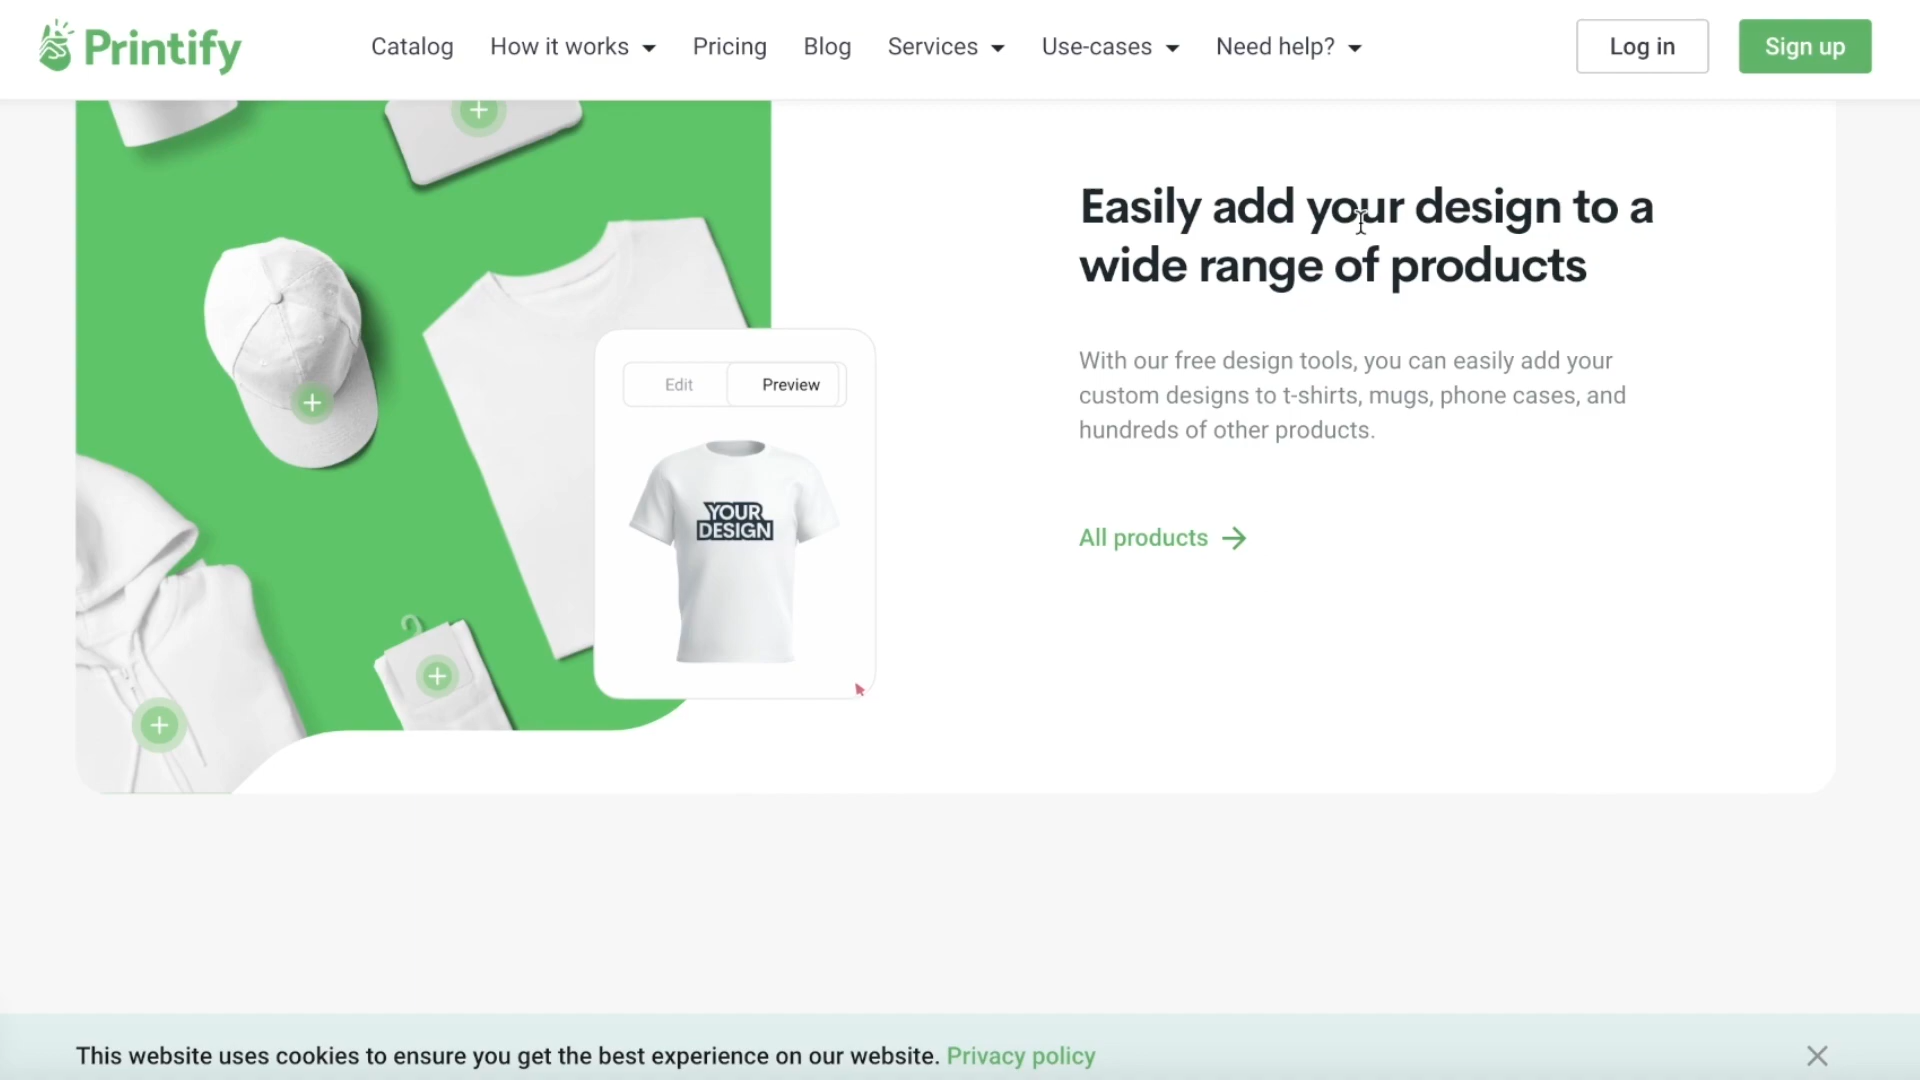 Printify
Catalog
How it works
Pricing
Blog
Services
Use-cases
Need help?
Log in
Sign up
Easily add your design to a
wide range of products
With our free design tools, you can easily add your
custom designs to t-shirts, mugs, phone cases, and
hundreds of other products.
All products
Edit
Preview
YOUR
DESIGN
This website uses cookies to ensure you get the best experience on our website. Privacy policy